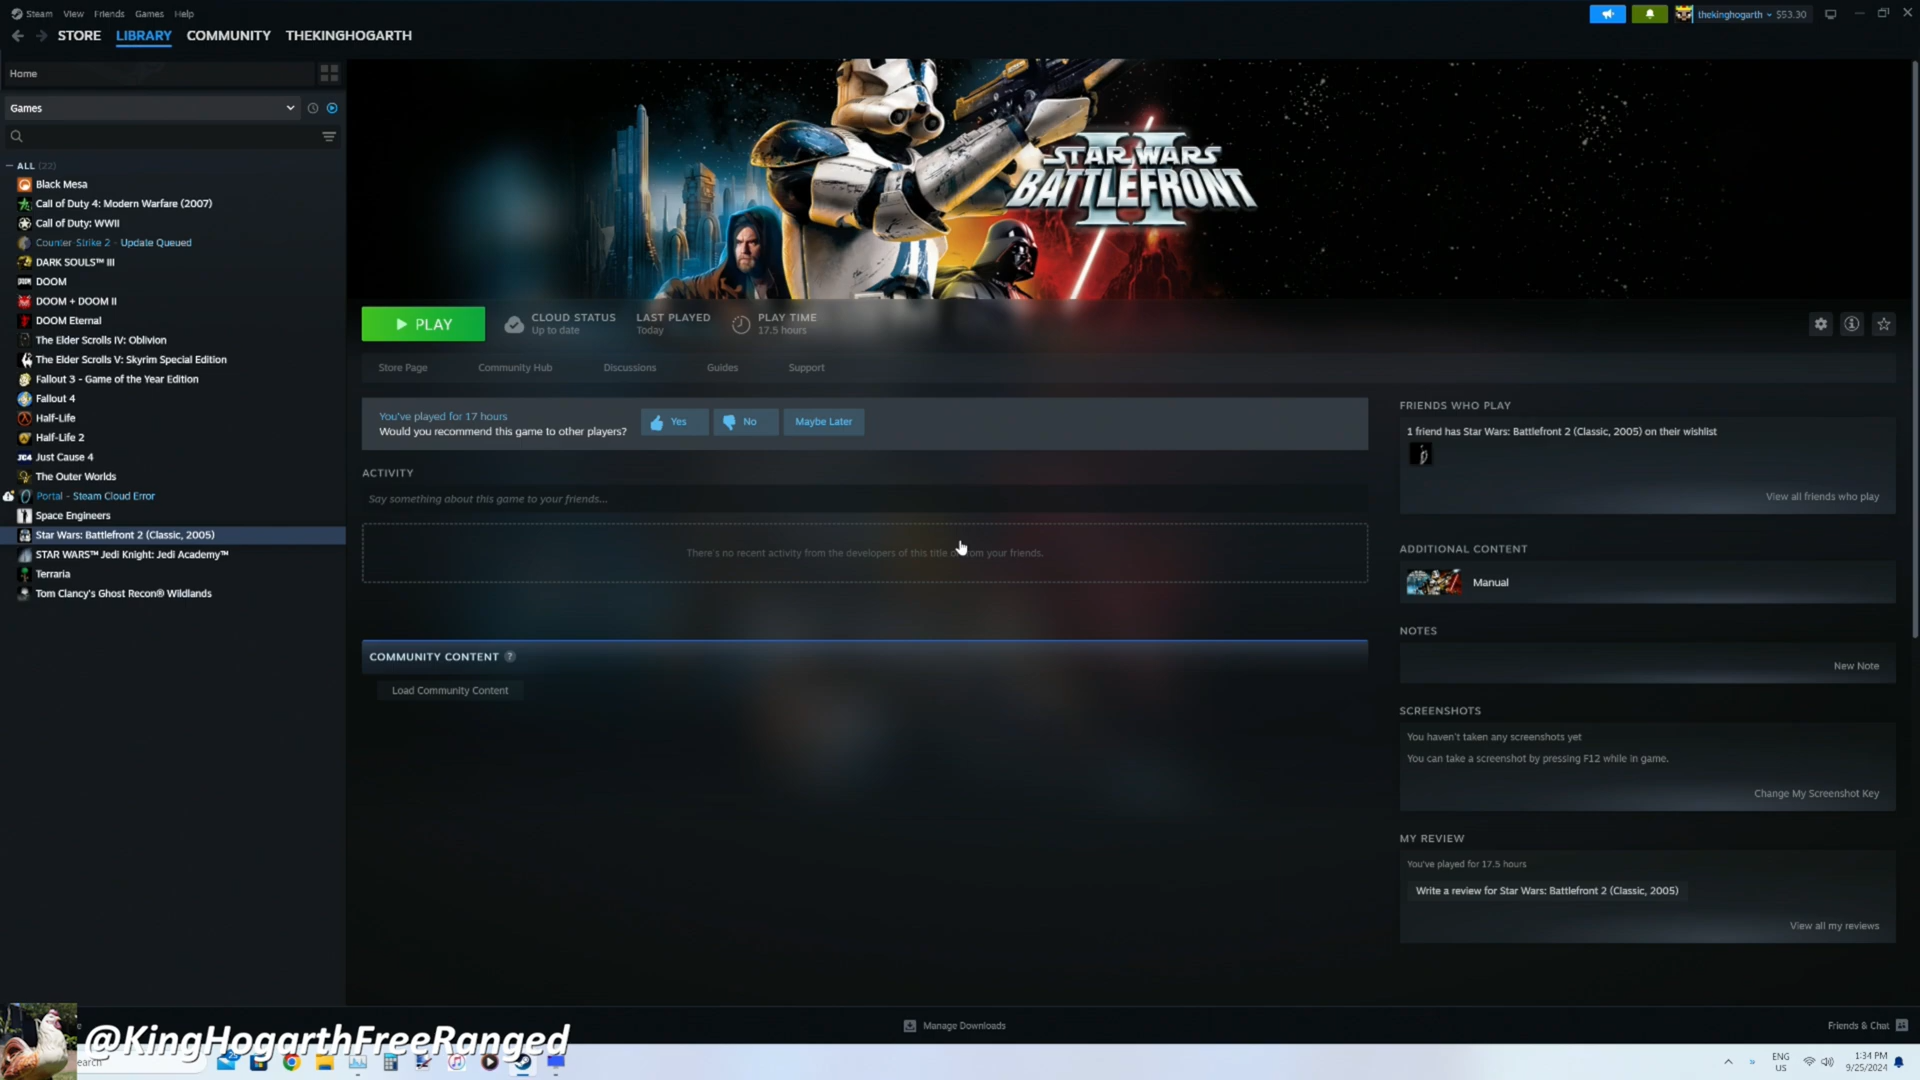 Steam View Friends Games Help
thekinghogarth $53.30
STORE LIBRARY COMMUNITY THEKINGHOGARTH
Home
Games
ALL (22)
Black Mesa
Call of Duty 4: Modern Warfare (2007)
Call of Duty: WWII
Counter-Strike 2 - Update Queued
DARK SOULS™ III
DOOM
DOOM + DOOM II
DOOM Eternal
The Elder Scrolls IV: Oblivion
The Elder Scrolls V: Skyrim Special Edition
Fallout 3 - Game of the Year Edition
Fallout 4
Half-Life
Half-Life 2
Just Cause 4
The Outer Worlds
Portal - Steam Cloud Error
Space Engineers
Star Wars: Battlefront 2 (Classic, 2005)
STAR WARS™ Jedi Knight: Jedi Academy™
Terraria
Tom Clancy's Ghost Recon® Wildlands
STAR WARS
BATTLEFRONT
II
PLAY
CLOUD STATUS
Up to date
LAST PLAYED
Today
PLAY TIME
17.5 hours
Store Page Community Hub Discussions Guides Support
You've played for 17 hours
Would you recommend this game to other players?
Yes No Maybe Later
ACTIVITY
Say something about this game to your friends...
There's no recent activity from the developers of this title or from your friends.
COMMUNITY CONTENT ?
Load Community Content
FRIENDS WHO PLAY
1 friend has Star Wars: Battlefront 2 (Classic, 2005) on their wishlist
View all friends who play
ADDITIONAL CONTENT
Manual
NOTES
New Note
SCREENSHOTS
You haven't taken any screenshots yet
You can take a screenshot by pressing F12 while in game.
Change My Screenshot Key
MY REVIEW
You've played for 17.5 hours
Write a review for Star Wars: Battlefront 2 (Classic, 2005)
View all my reviews
Manage Downloads
Friends & Chat
@KingHogarthFreeRanged
earch
ENG
US
1:34 PM
9/25/2024